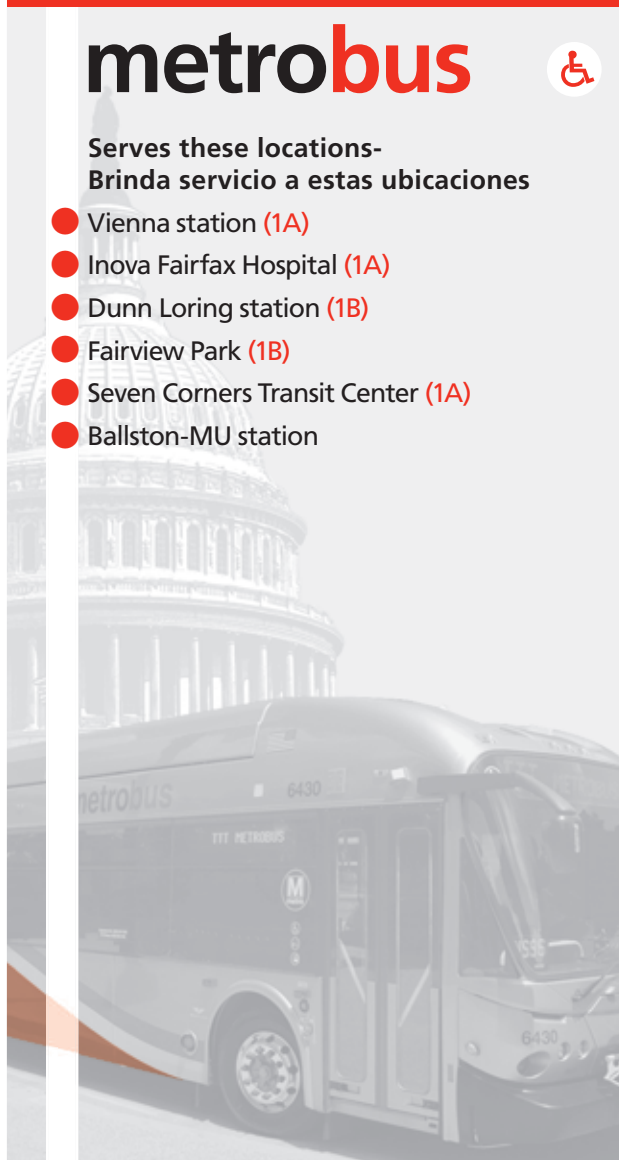 metrobus
Serves these locations-
Brinda servicio a estas ubicaciones
Vienna station (1A)
Inova Fairfax Hospital (1A)
Dunn Loring station (1B)
Fairview Park (1B)
Seven Corners Transit Center (1A)
Ballston-MU station
metrobus
6430
TYT METROBUS
M
6430